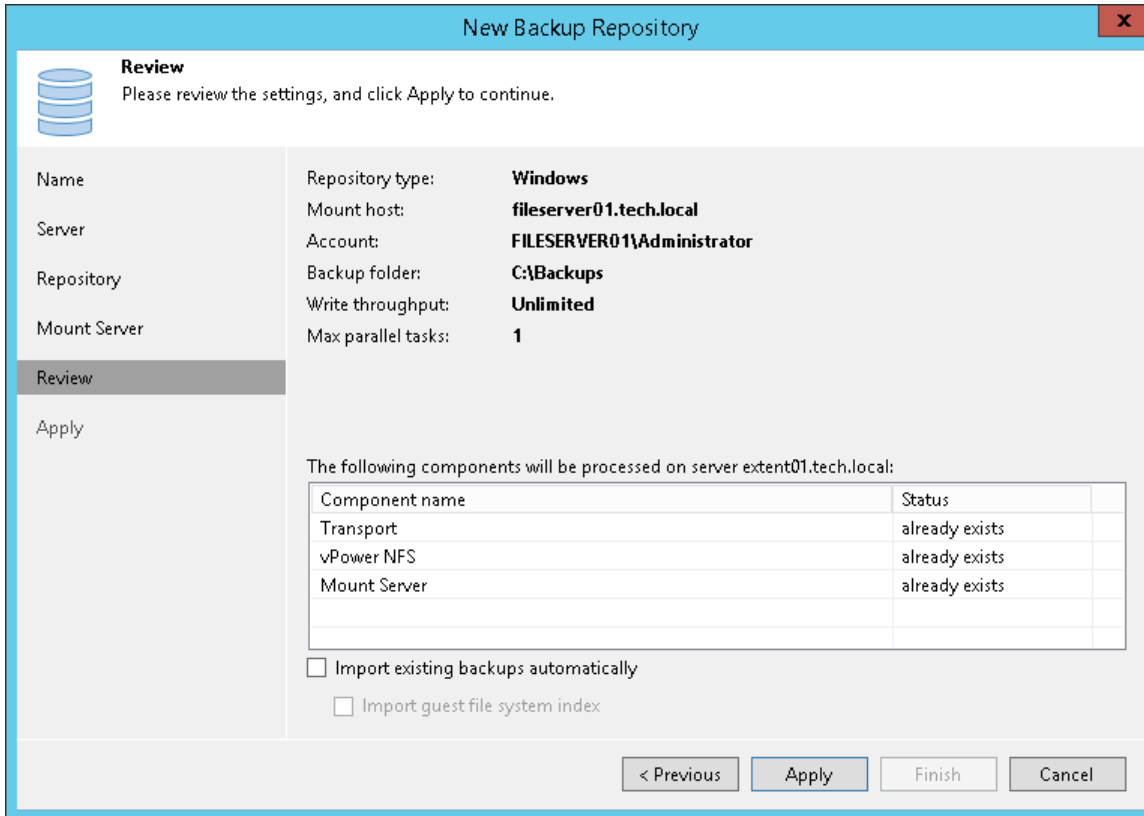 New Backup Repository
x
Review
Please review the settings, and click Apply to continue.
Name
Server
Repository
Mount Server
Review
Apply
Repository type: Windows
Mount host: fileserver01.tech.local
Account: FILESERVER01\Administrator
Backup folder: C:\Backups
Write throughput: Unlimited
Max parallel tasks: 1
The following components will be processed on server extent01.tech.local:
Component name Status
Transport already exists
vPower NFS already exists
Mount Server already exists
Import existing backups automatically
Import guest file system index
< Previous Apply Finish Cancel